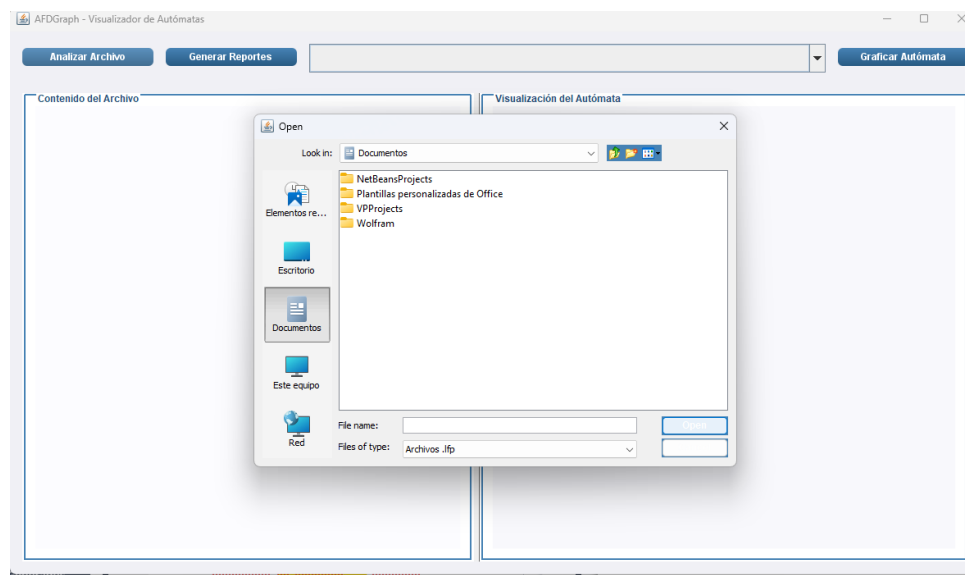 AFDGraph - Visualizador de Autómatas
Analizar Archivo
Generar Reportes
Graficar Autómata
Contenido del Archivo
Visualización del Autómata
Open
Look in:
Documentos
NetBeansProjects
Plantillas personalizadas de Office
VPProjects
Wolfram
Elementos re...
Escritorio
Documentos
Este equipo
Red
File name:
Open
Files of type:
Archivos .lfp